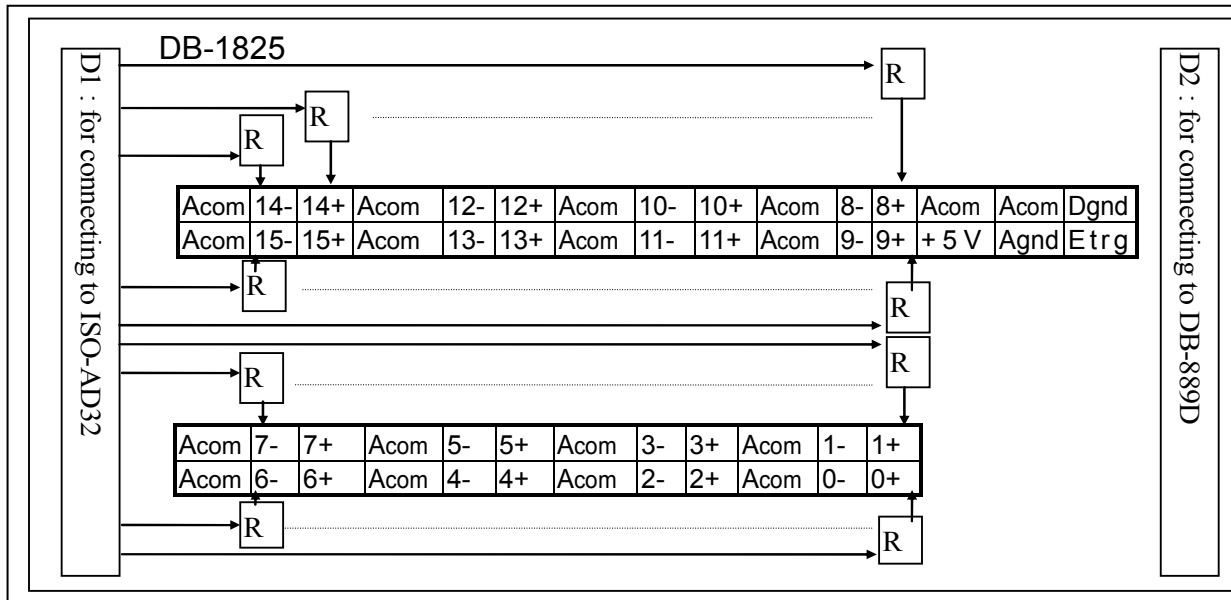 DB-1825
D1 : for connecting to ISO-AD32
D2 : for connecting to DB-889D
R
R
R
Acom 14- 14+ Acom 12- 12+ Acom 10- 10+ Acom 8- 8+ Acom Acom Dgnd
Acom 15- 15+ Acom 13- 13+ Acom 11- 11+ Acom 9- 9+ +5V Agnd Etrg
R
R
R
R
Acom 7- 7+ Acom 5- 5+ Acom 3- 3+ Acom 1- 1+
Acom 6- 6+ Acom 4- 4+ Acom 2- 2+ Acom 0- 0+
R
R